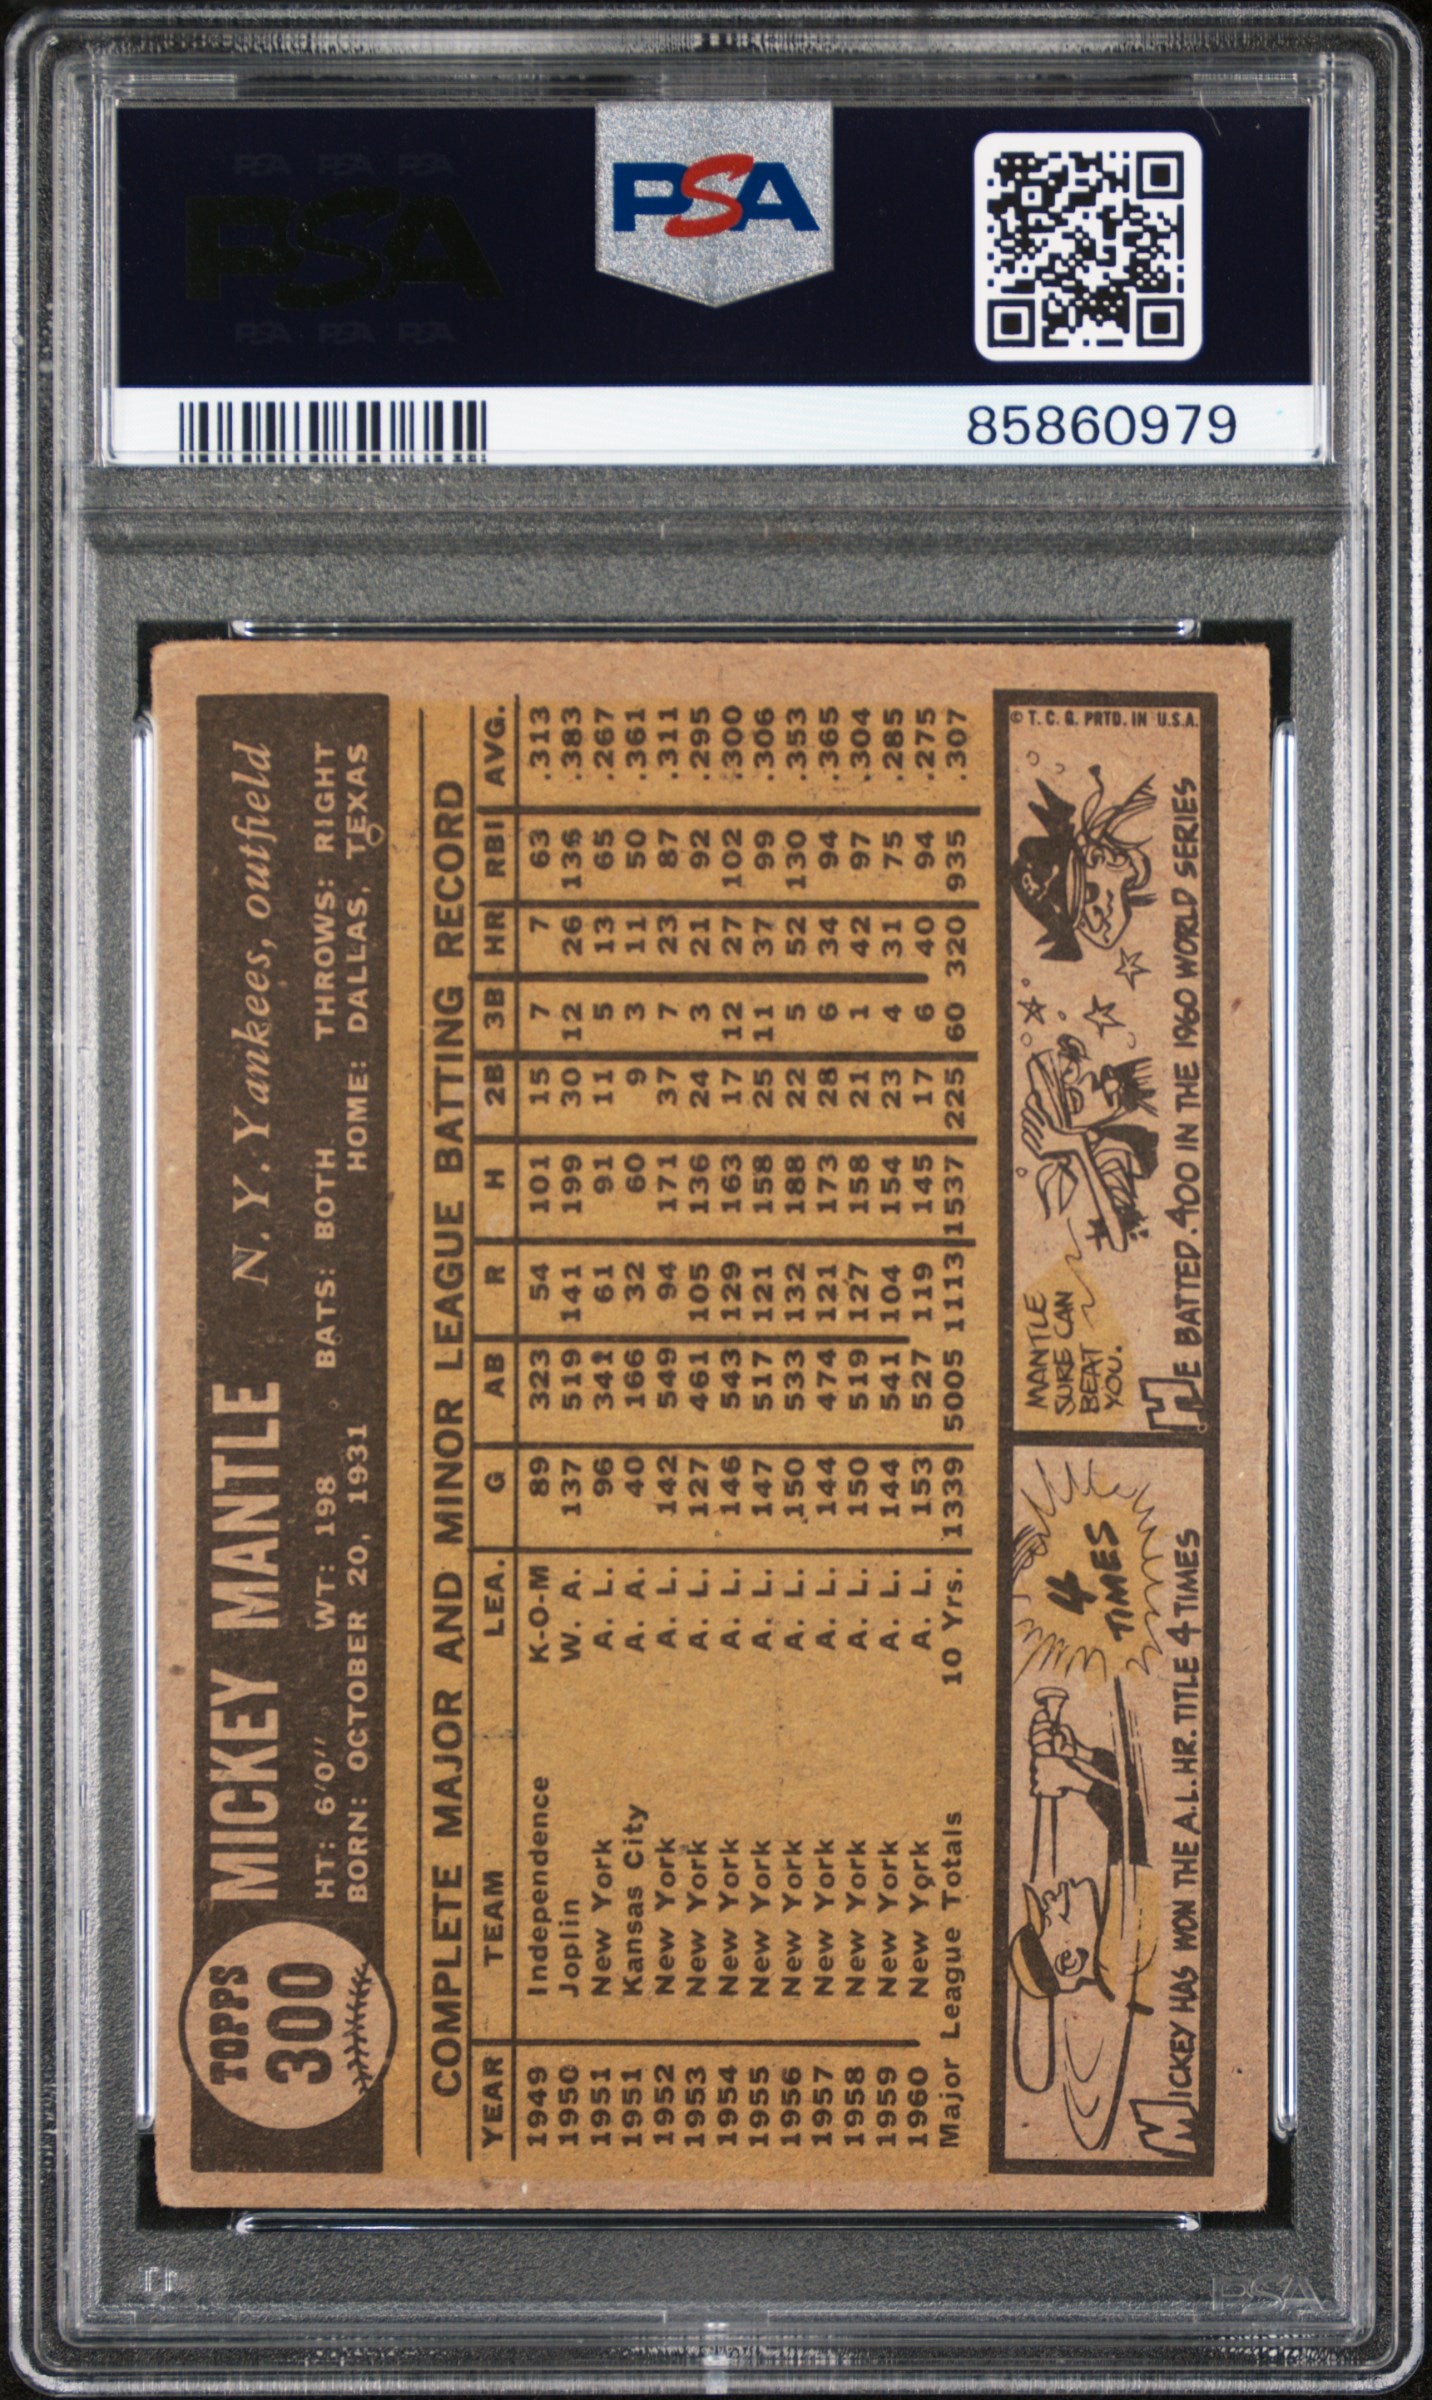 PSA PSA PSA
PSA
PSA PSA PSA
PSA
85860979
TOPPS
300
MICKEY MANTLE N. Y. Yankees, outfield
HT: 6'0" WT: 198 BATS: BOTH THROWS: RIGHT
BORN: OCTOBER 20, 1931 HOME: DALLAS, TEXAS
COMPLETE MAJOR AND MINOR LEAGUE BATTING RECORD
YEAR TEAM LEA. G AB R H 2B 3B HR RBI AVG.
1949 Independence K-O-M 89 323 54 101 15 7 7 63 .313
1950 Joplin W. A. 137 519 141 199 30 12 26 136 .383
1951 New York A. L. 96 341 61 91 11 5 13 65 .267
1951 Kansas City A. A. 40 166 32 60 9 3 11 50 .361
1952 New York A. L. 142 549 94 171 37 7 23 87 .311
1953 New York A. L. 127 461 105 136 24 3 21 92 .295
1954 New York A. L. 146 543 129 163 17 12 27 102 .300
1955 New York A. L. 147 517 121 158 25 11 37 99 .306
1956 New York A. L. 150 533 132 188 22 5 52 130 .353
1957 New York A. L. 144 474 121 173 28 6 34 94 .365
1958 New York A. L. 150 519 127 158 21 1 42 97 .304
1959 New York A. L. 144 541 104 154 23 4 31 75 .285
1960 New York A. L. 153 527 119 145 17 6 40 94 .275
Major League Totals 10 Yrs. 1339 5005 1113 1537 225 60 320 935 .307
4
TIMES
MICKEY HAS WON THE A.L. HR. TITLE 4 TIMES
MANTLE
SURE CAN
BEAT
YOU.
© T. C. G. PRTD. IN U.S.A.
HE BATTED .400 IN THE 1960 WORLD SERIES
PSA